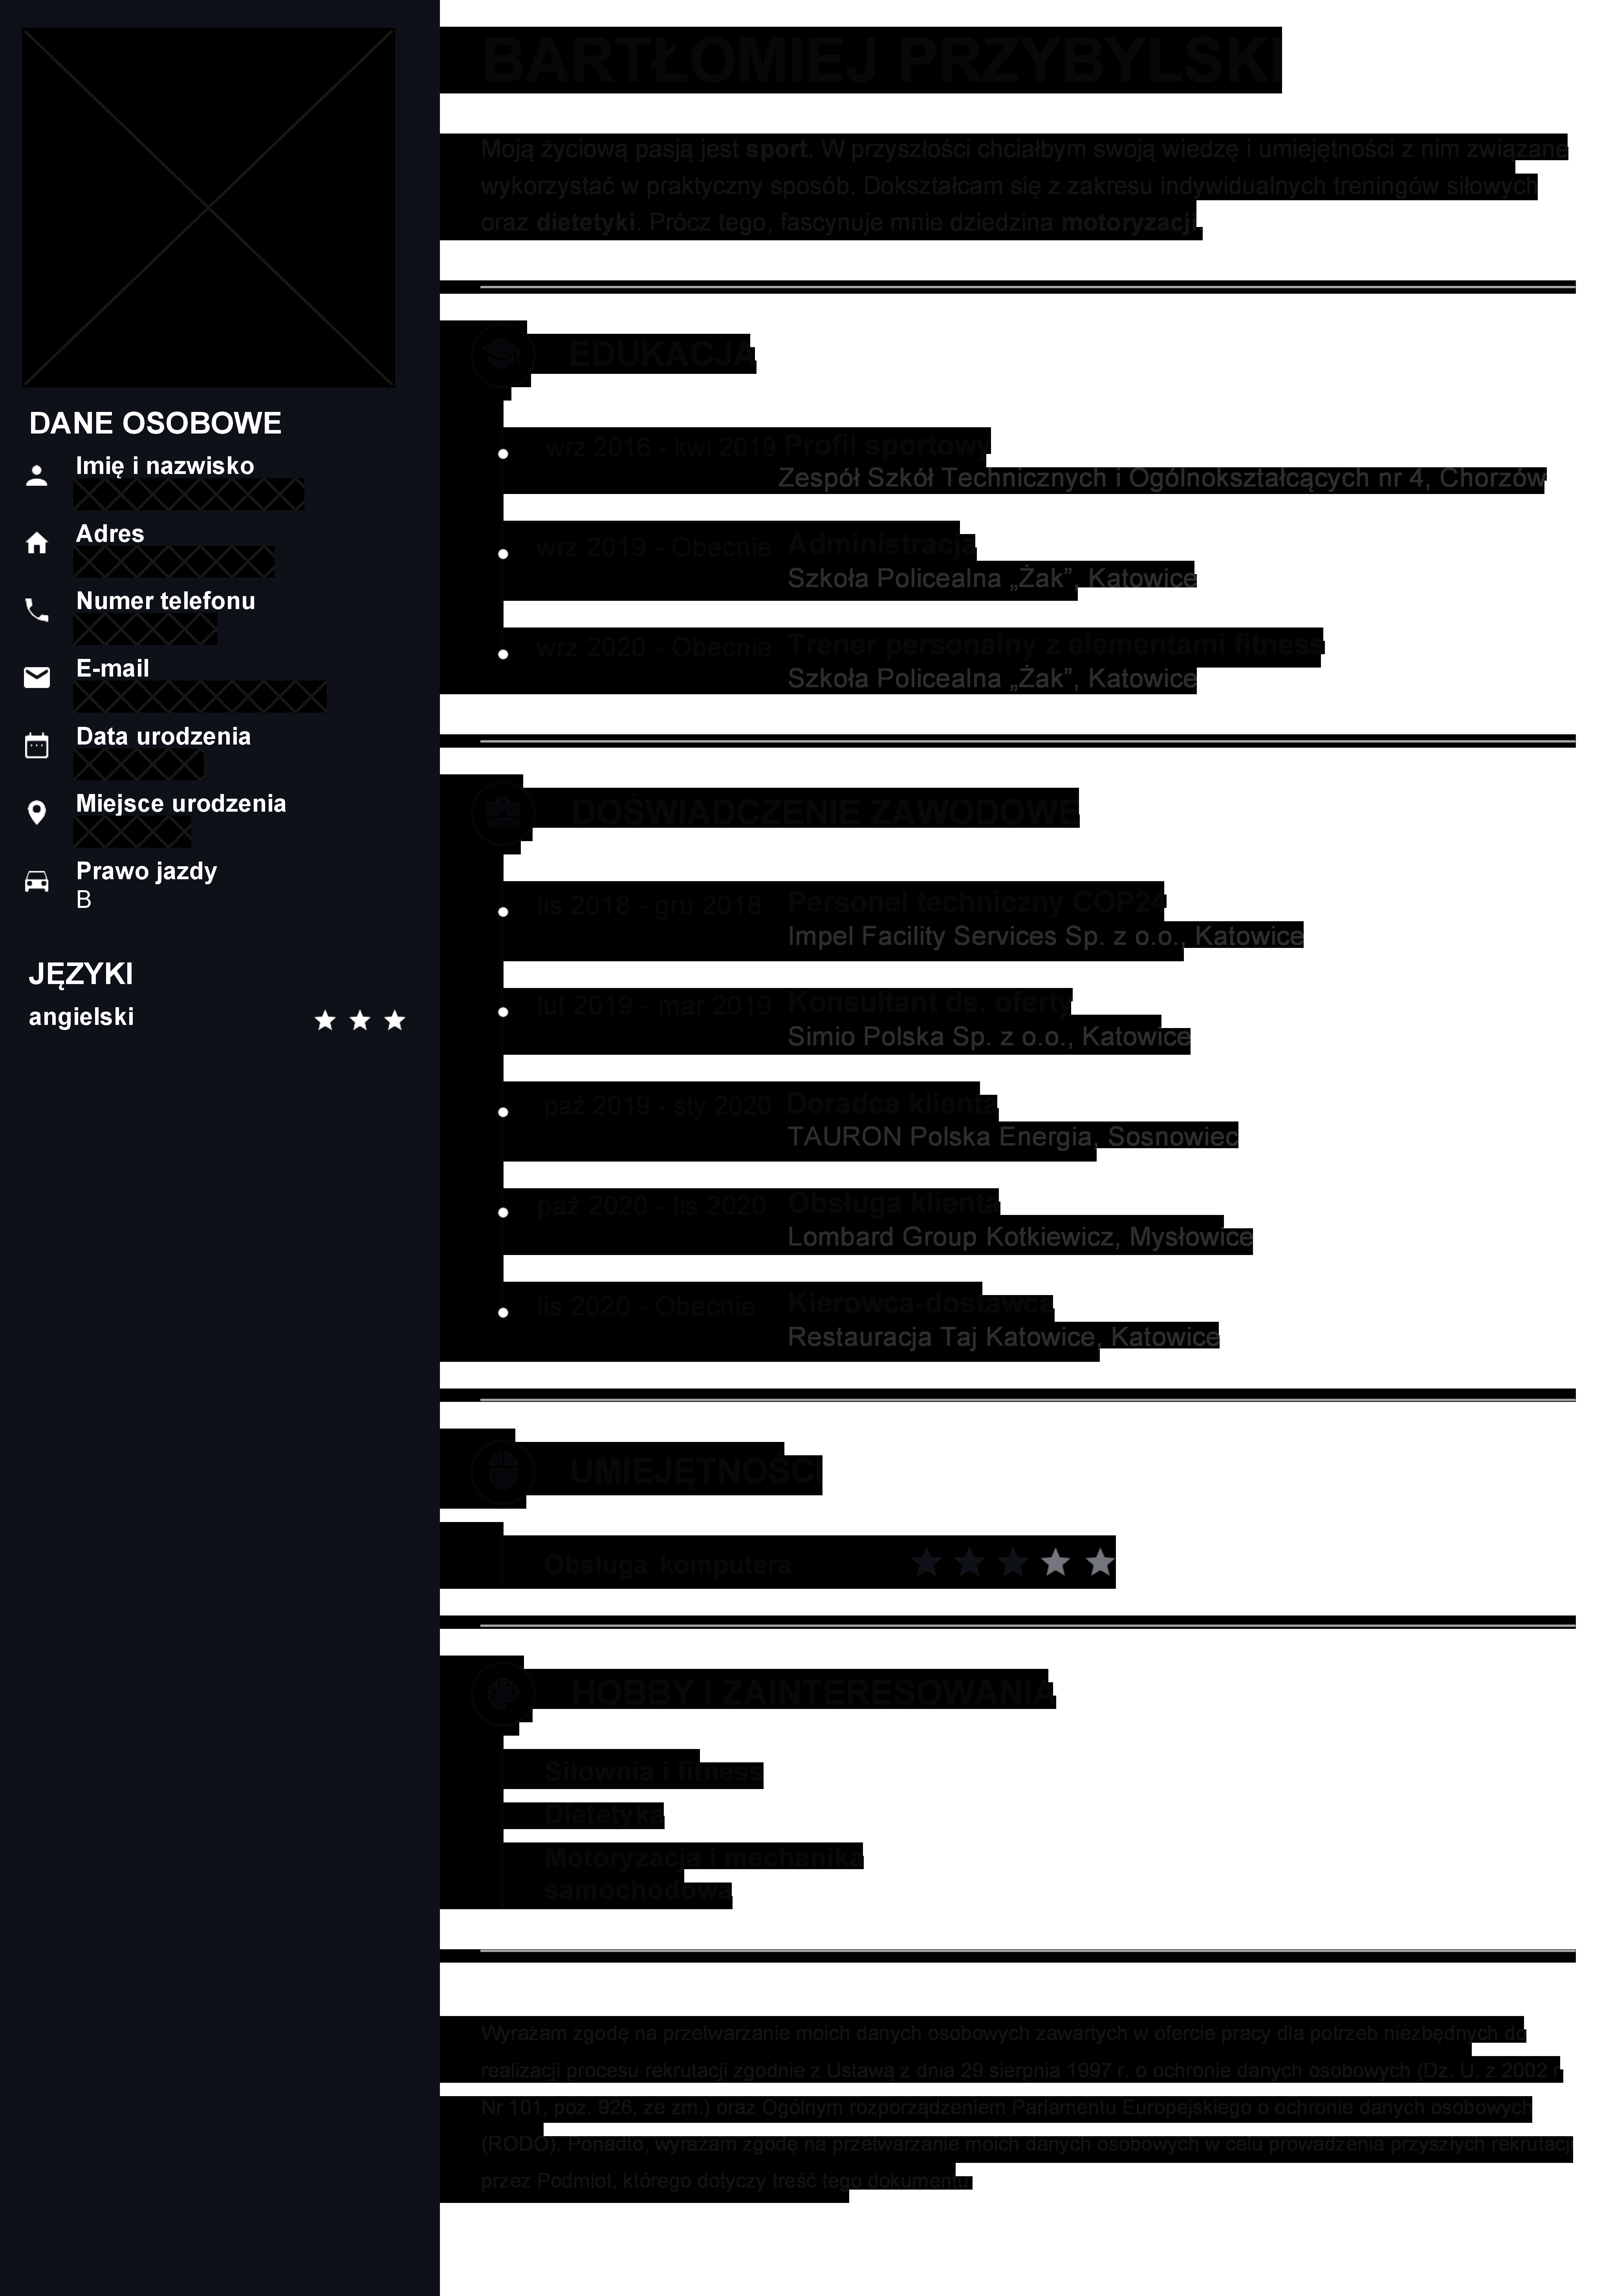 BARTŁOMIEJ PRZYBYLSKI
Moją życiową pasją jest sport. W przyszłości chciałbym swoją wiedzę i umiejętności z nim związane
wykorzystać w praktyczny sposób. Dokształcam się z zakresu indywidualnych treningów siłowych
oraz dietetyki. Prócz tego, fascynuje mnie dziedzina motoryzacji
DANE OSOBOWE
Imię i nazwisko
Adres
Numer telefonu
E-mail
Data urodzenia
Miejsce urodzenia
Prawo jazdy
B
JĘZYKI
angielski
EDUKACJA
wrz 2016 - kwi 2019 Profil sportowy
Zespół Szkół Technicznych i Ogólnokształcących nr 4, Chorzów
wrz 2019 - Obecnie Administracja
Szkoła Policealna „Żak”, Katowice
wrz 2020 - Obecnie Trener personalny z elementami fitness
Szkoła Policealna „Żak”, Katowice
DOŚWIADCZENIE ZAWODOWE
lis 2018 - gru 2018 Personel techniczny COP24
Impel Facility Services Sp. z o.o., Katowice
lut 2019 - mar 2019 Konsultant ds. oferty
Simio Polska Sp. z o.o., Katowice
paź 2019 - sty 2020 Doradca klienta
TAURON Polska Energia, Sosnowiec
paź 2020 - lis 2020 Obsługa klienta
Lombard Group Kotkiewicz, Mysłowice
lis 2020 - Obecnie Kierowca-dostawca
Restauracja Taj Katowice, Katowice
UMIEJĘTNOŚCI
Obsługa komputera
HOBBY I ZAINTERESOWANIA
Siłownia i fitness
Dietetyka
Motoryzacja i mechanika
samochodowa
Wyrażam zgodę na przetwarzanie moich danych osobowych zawartych w ofercie pracy dla potrzeb niezbędnych do
realizacji procesu rekrutacji zgodnie z Ustawą z dnia 29 sierpnia 1997 r. o ochronie danych osobowych (Dz. U. z 2002 r.
Nr 101, poz. 926, ze zm.) oraz Ogólnym rozporządzeniem Parlamentu Europejskiego o ochronie danych osobowych
(RODO). Ponadto, wyrażam zgodę na przetwarzanie moich danych osobowych w celu prowadzenia przyszłych rekrutacji
przez Podmiot, którego dotyczy treść tego dokumentu.